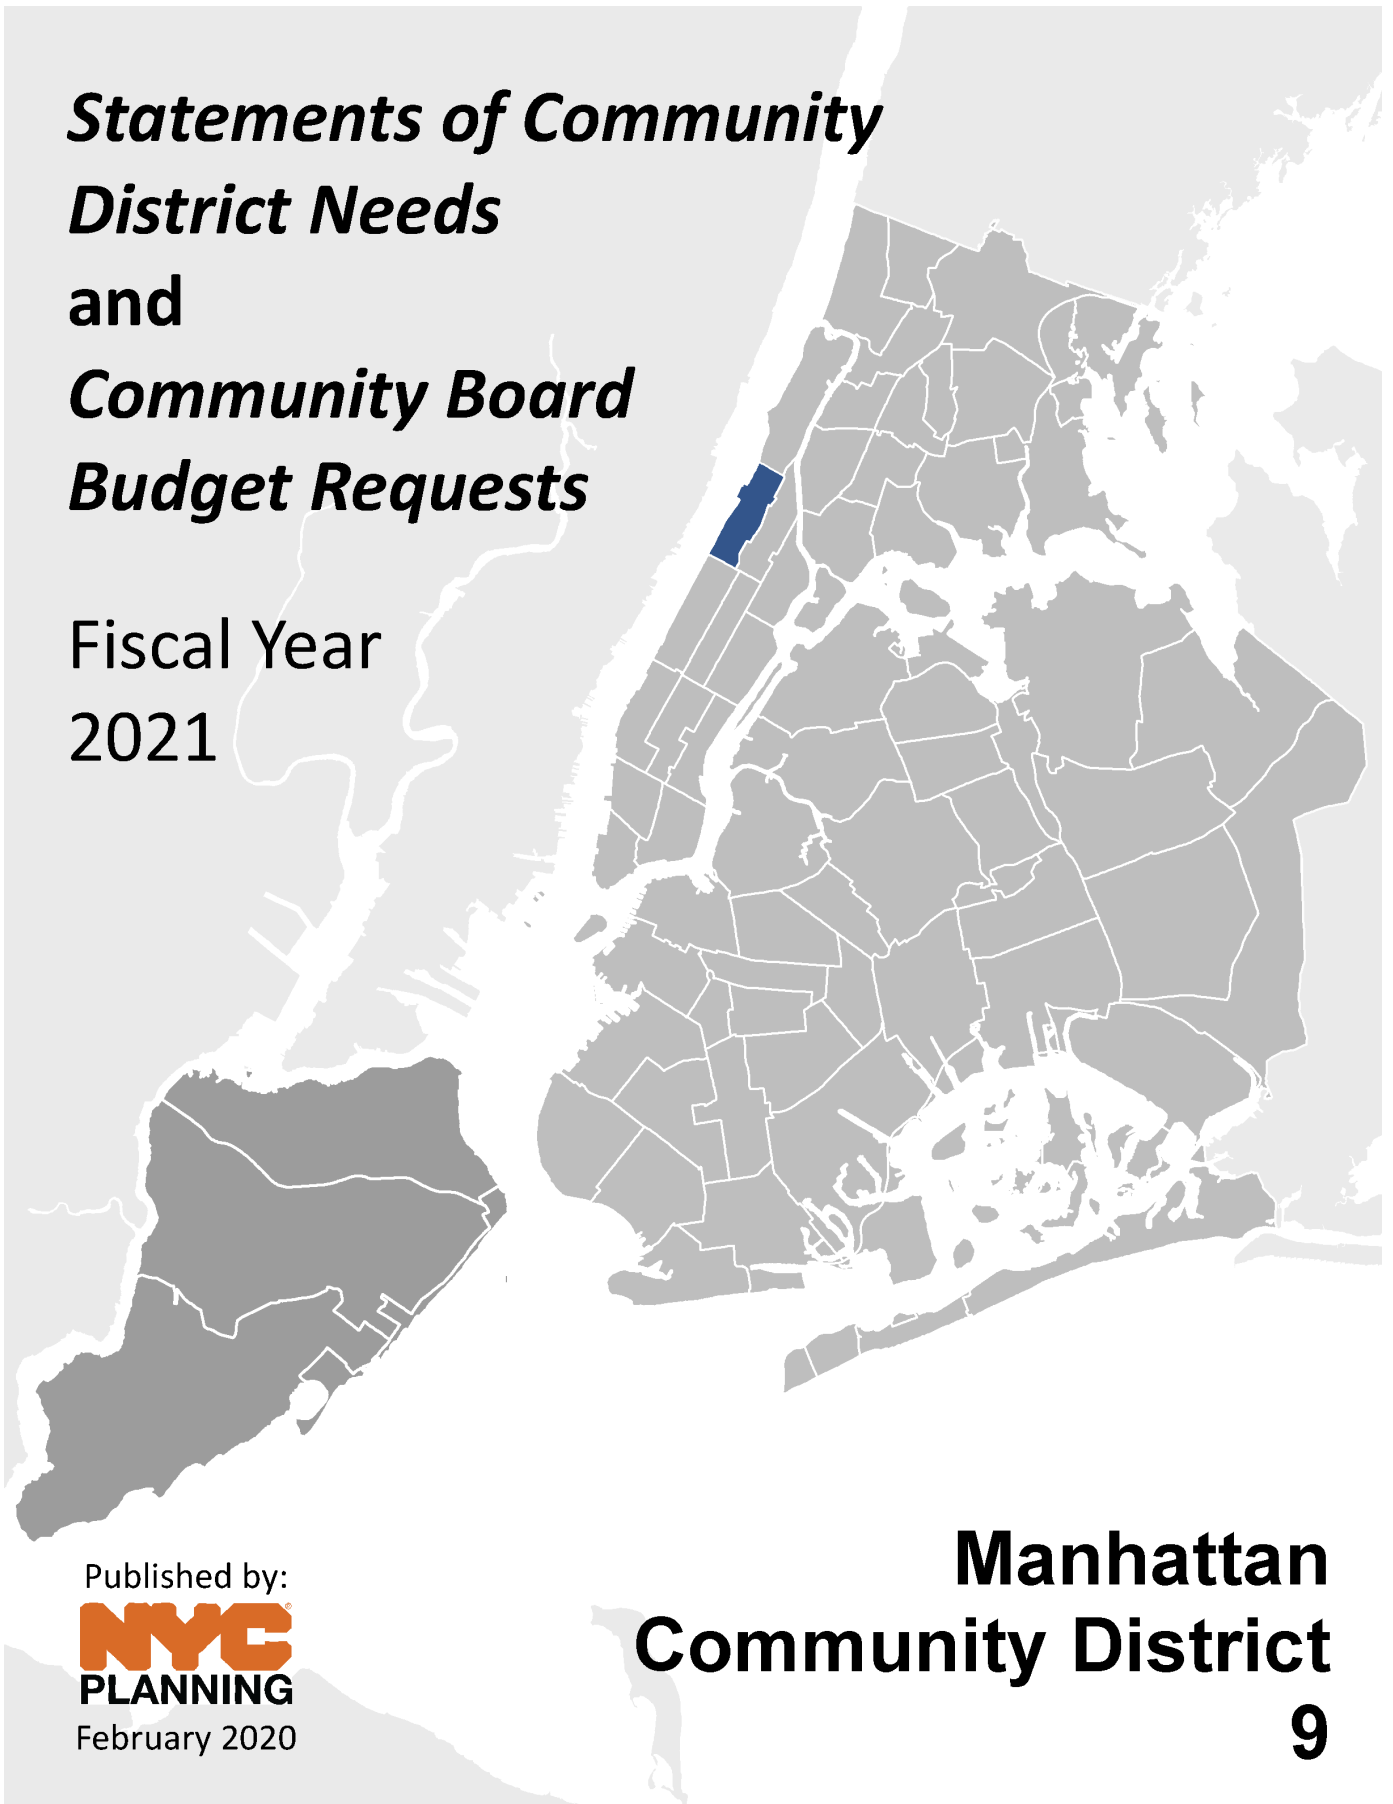 Statements of Community
District Needs
and
Community Board
Budget Requests
Fiscal Year
2021
Published by:
NYC®
PLANNING
February 2020
Manhattan
Community District
9